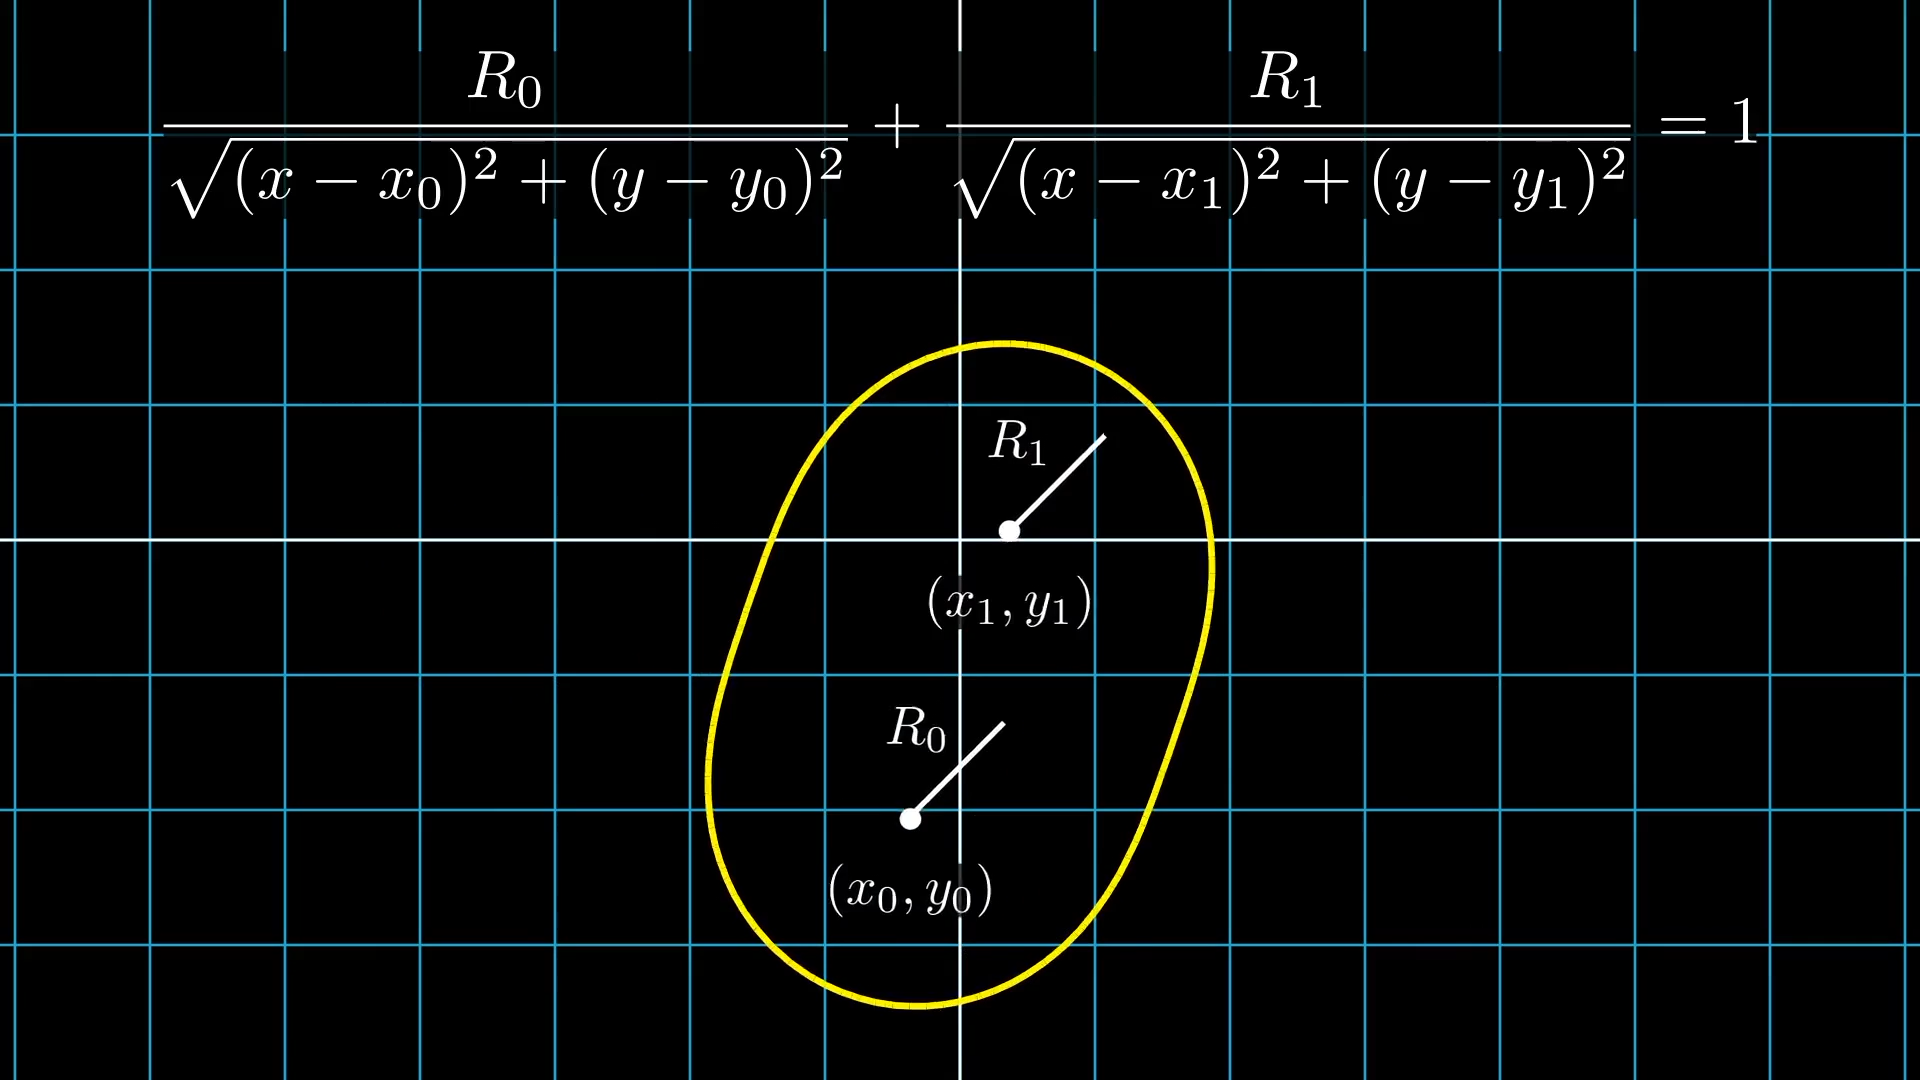 R₀/√((x − x₀)² + (y − y₀)²) + R₁/√((x − x₁)² + (y − y₁)²) = 1
R₁
(x₁, y₁)
R₀
(x₀, y₀)